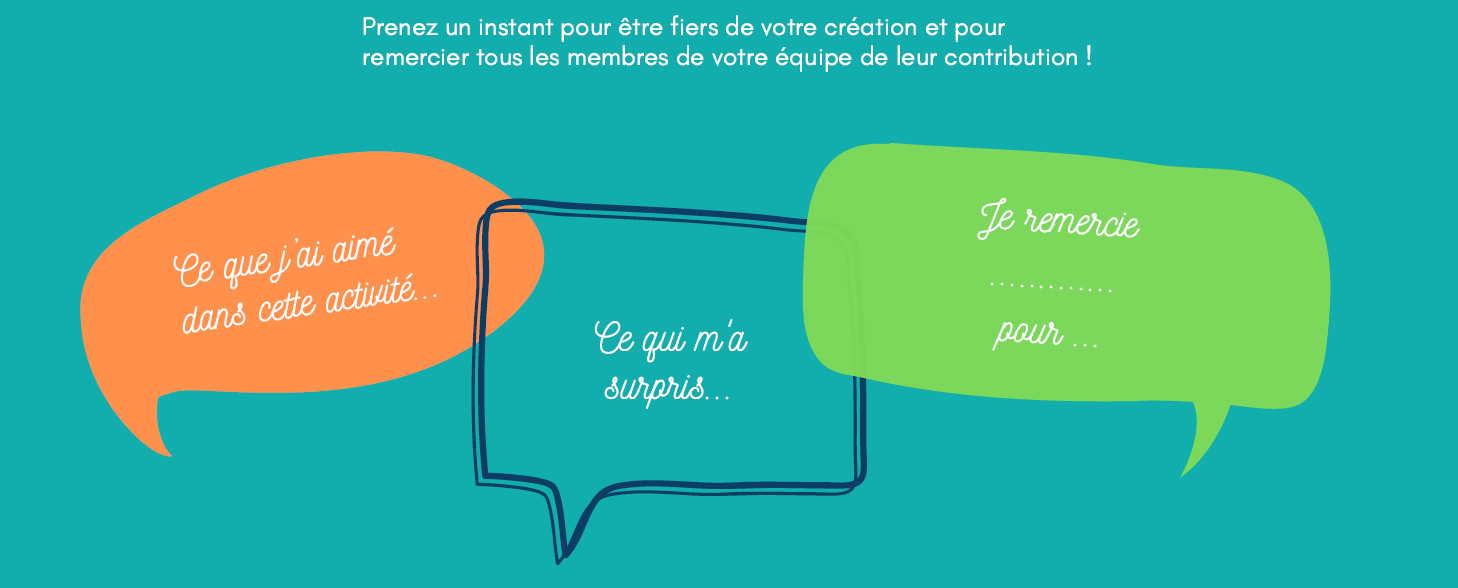 Prenez un instant pour être fiers de votre création et pour
remercier tous les membres de votre équipe de leur contribution !
Ce que j'ai aimé
dans cette activité...
Ce qui m'a
surpris...
Je remercie
.............
pour ...